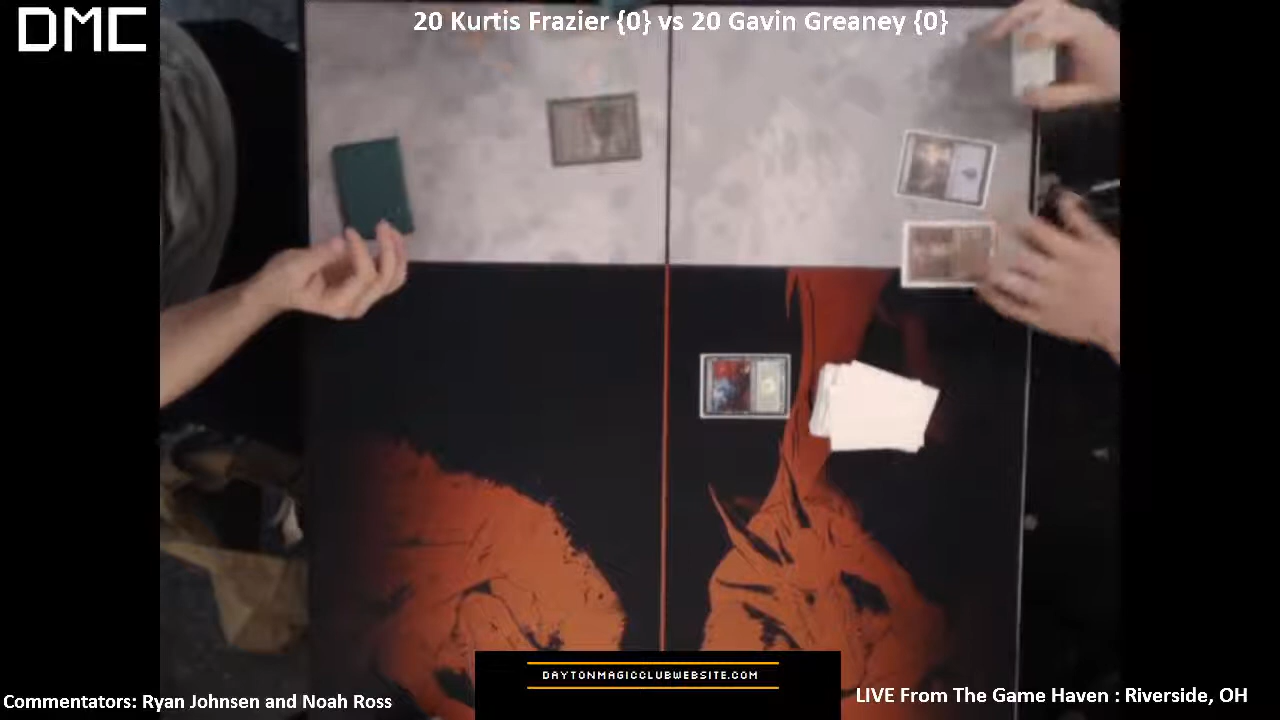 DMC
20 Kurtis Frazier {0} vs 20 Gavin Greaney {0}
DAYTONMAGICCLUBWEBSITE.COM
Commentators: Ryan Johnsen and Noah Ross
LIVE From The Game Haven : Riverside, OH